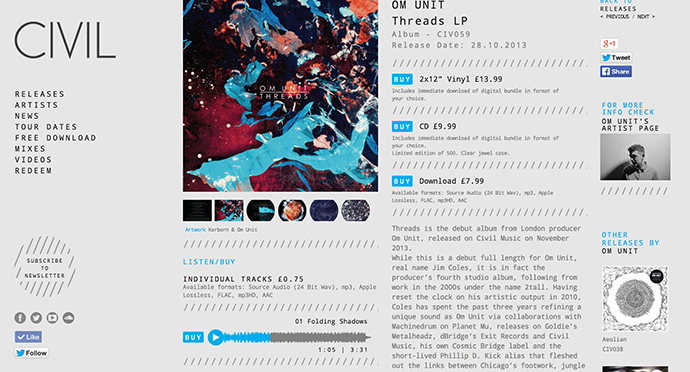 CIVIL
RELEASES
ARTISTS
NEWS
TOUR DATES
FREE DOWNLOAD
MIXES
VIDEOS
REDEEM
SUBSCRIBE
TO
NEWSLETTER
Like
Follow
OM UNIT
THREADS
Artwork Karborn & Om Unit
LISTEN/BUY
INDIVIDUAL TRACKS £0.75
Available formats: Source Audio (24 Bit Wav), mp3, Apple
Lossless, FLAC, mp3HD, AAC
01 Folding Shadows
BUY
1:05 | 3:31
OM UNIT
Threads LP
Album - CIV059
Release Date: 28.10.2013
BUY 2x12" Vinyl £13.99
Includes immediate download of digital bundle in format of
your choice.
BUY CD £9.99
Includes immediate download of digital bundle in format of
your choice.
Limited edition of 500. Clear jewel case.
BUY Download £7.99
Available formats: Source Audio (24 Bit Wav), mp3, Apple
Lossless, FLAC, mp3HD, AAC
Threads is the debut album from London producer
Om Unit, released on Civil Music on November
2013.
While this is a debut full length for Om Unit,
real name Jim Coles, it is in fact the
producer's fourth studio album, following from
work in the 2000s under the name 2tall. Having
reset the clock on his artistic output in 2010,
Coles has spent the past three years refining a
unique sound as Om Unit via collaborations with
Machinedrum on Planet Mu, releases on Goldie's
Metalheadz, dBridge's Exit Records and Civil
Music, his own Cosmic Bridge label and the
short-lived Phillip D. Kick alias that fleshed
out the links between Chicago's footwork, jungle
BACK TO
RELEASES
< PREVIOUS / NEXT >
g+1
Tweet
Share
FOR MORE
INFO CHECK
OM UNIT'S
ARTIST PAGE
OTHER
RELEASES BY
OM UNIT
Aeolian
CIV038